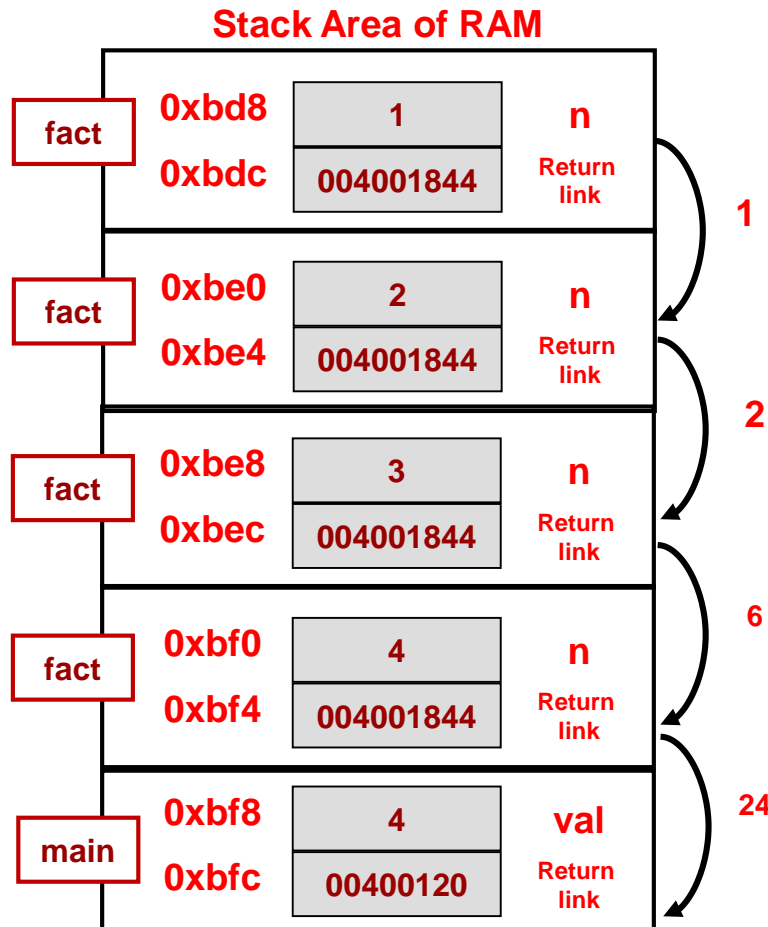 Stack Area of RAM
fact
0xbd8
1
n
0xbdc
004001844
Return
link
1
fact
0xbe0
2
n
0xbe4
004001844
Return
link
2
fact
0xbe8
3
n
0xbec
004001844
Return
link
6
fact
0xbf0
4
n
0xbf4
004001844
Return
link
24
main
0xbf8
4
val
0xbfc
00400120
Return
link